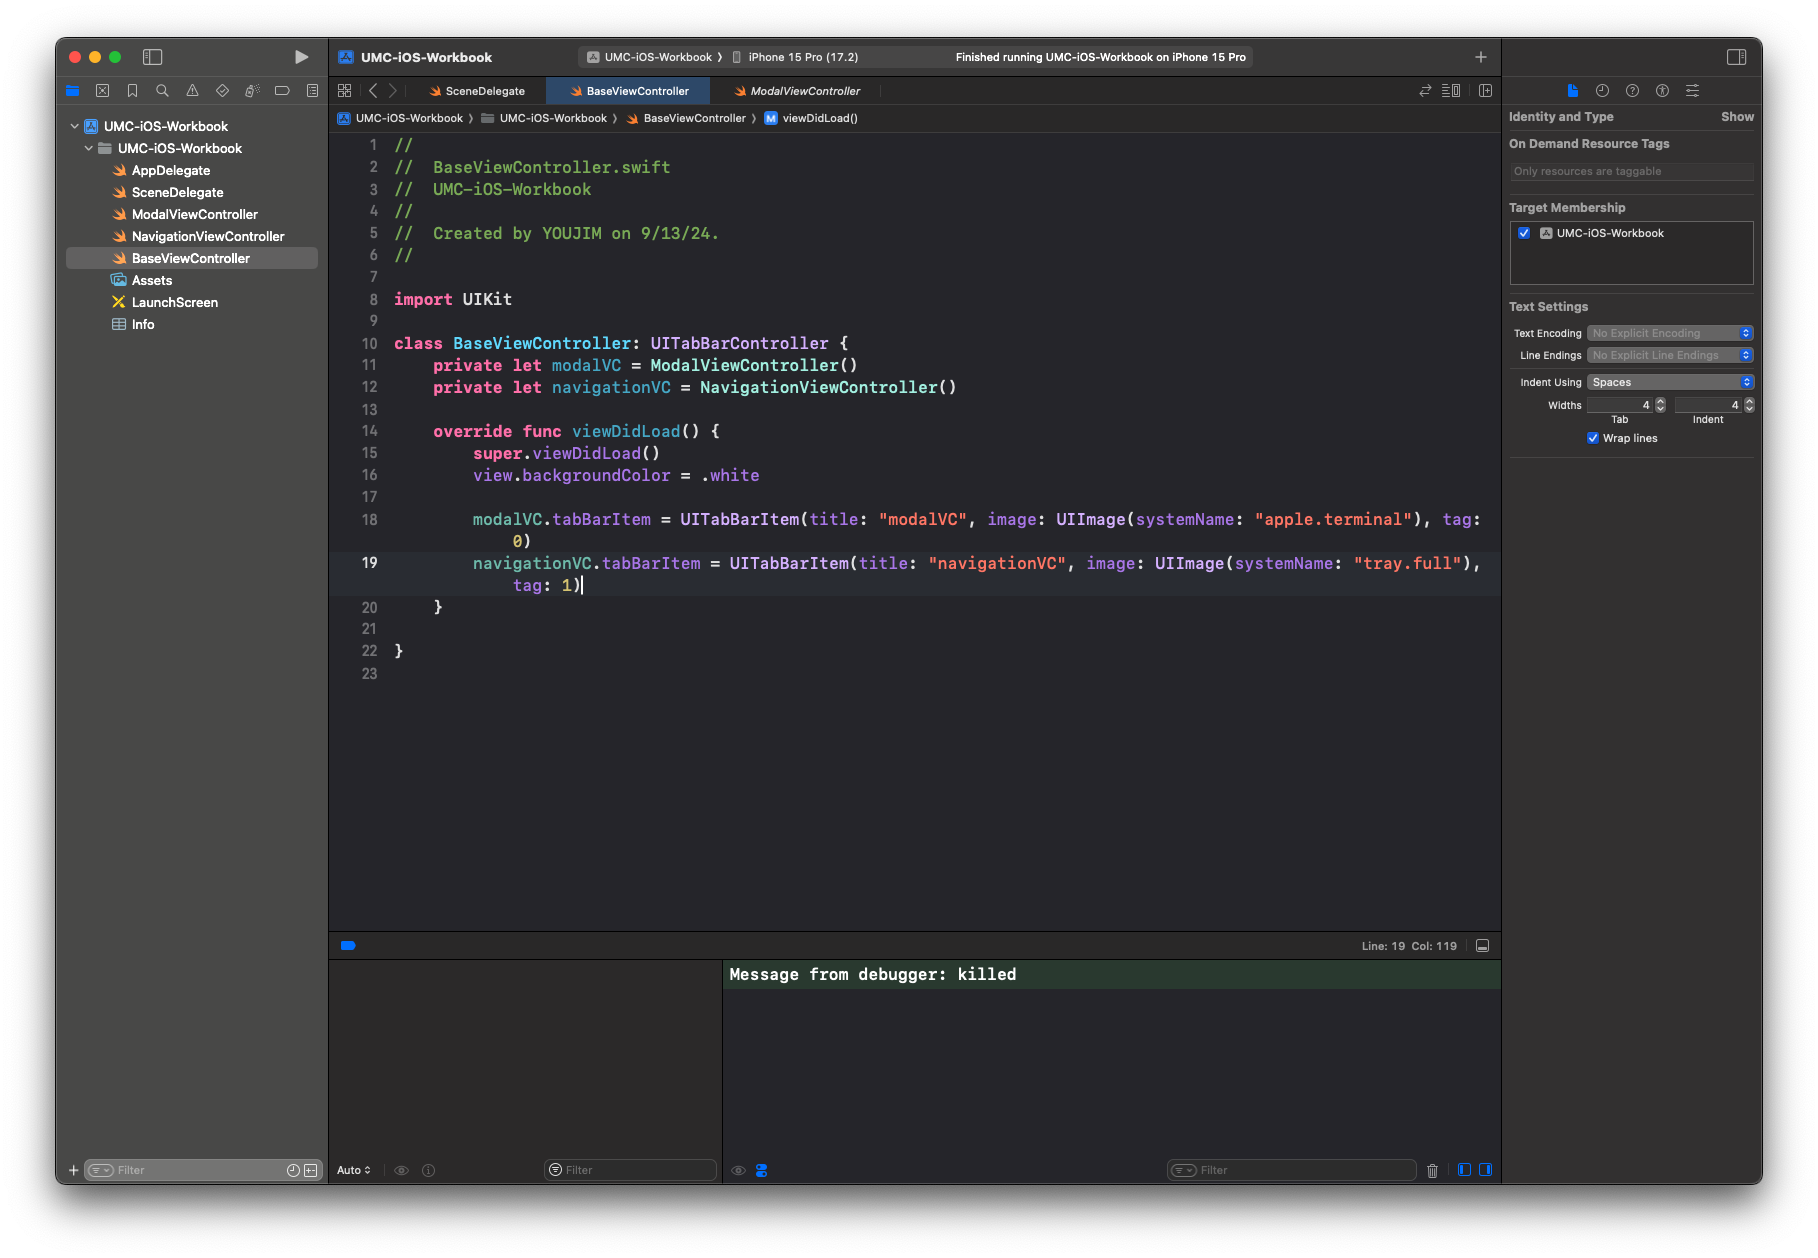 UMC-iOS-Workbook
UMC-iOS-Workbook 〉 iPhone 15 Pro (17.2)
Finished running UMC-iOS-Workbook on iPhone 15 Pro
SceneDelegate
BaseViewController
ModalViewController
UMC-iOS-Workbook 〉 UMC-iOS-Workbook 〉 BaseViewController 〉 M viewDidLoad()
UMC-iOS-Workbook
UMC-iOS-Workbook
AppDelegate
SceneDelegate
ModalViewController
NavigationViewController
BaseViewController
Assets
LaunchScreen
Info
Filter
1 //
2 //  BaseViewController.swift
3 //  UMC-iOS-Workbook
4 //
5 //  Created by YOUJIM on 9/13/24.
6 //
7
8 import UIKit
9
10 class BaseViewController: UITabBarController {
11     private let modalVC = ModalViewController()
12     private let navigationVC = NavigationViewController()
13
14     override func viewDidLoad() {
15         super.viewDidLoad()
16         view.backgroundColor = .white
17
18         modalVC.tabBarItem = UITabBarItem(title: "modalVC", image: UIImage(systemName: "apple.terminal"), tag:
0)
19         navigationVC.tabBarItem = UITabBarItem(title: "navigationVC", image: UIImage(systemName: "tray.full"),
tag: 1)
20     }
21
22 }
23
Line: 19 Col: 119
Message from debugger: killed
Auto
Filter
Filter
Identity and Type
Show
On Demand Resource Tags
Only resources are taggable
Target Membership
UMC-iOS-Workbook
Text Settings
Text Encoding No Explicit Encoding
Line Endings No Explicit Line Endings
Indent Using Spaces
Widths 4 4
Tab Indent
Wrap lines